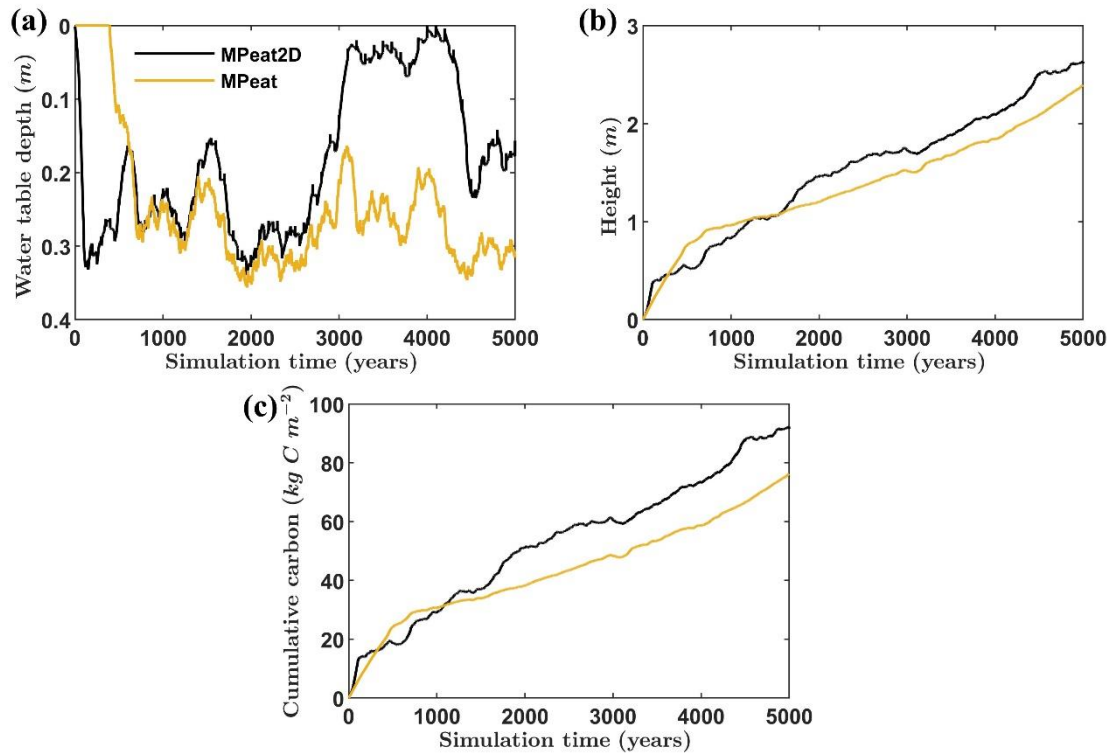 (a)
Water table depth (m)
0
0.1
0.2
0.3
0.4
MPeat2D
MPeat
0 1000 2000 3000 4000 5000
Simulation time (years)
(b)
Height (m)
3
2
1
0
0 1000 2000 3000 4000 5000
Simulation time (years)
(c)
Cumulative carbon (kg C m⁻²)
100
80
60
40
20
0
0 1000 2000 3000 4000 5000
Simulation time (years)